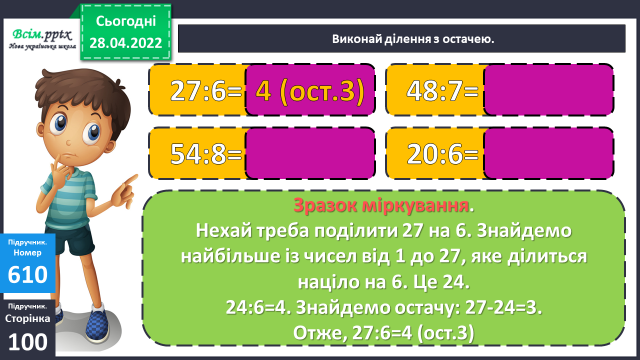 Всім.pptx
Нова українська школа
Сьогодні
28.04.2022
Виконай ділення з остачею.
27:6= 4 (ост.3)
48:7=
54:8=
20:6=
Зразок міркування.
Нехай треба поділити 27 на 6. Знайдемо
найбільше із чисел від 1 до 27, яке ділиться
націло на 6. Це 24.
24:6=4. Знайдемо остачу: 27-24=3.
Отже, 27:6=4 (ост.3)
Підручник.
Номер
610
Підручник.
Сторінка
100